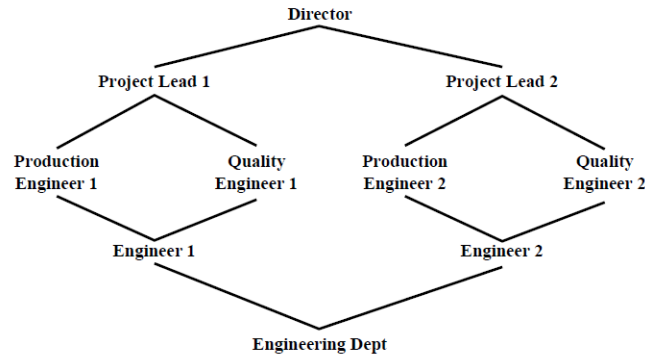 Director
Project Lead 1
Project Lead 2
Production
Engineer 1
Quality
Engineer 1
Production
Engineer 2
Quality
Engineer 2
Engineer 1
Engineer 2
Engineering Dept